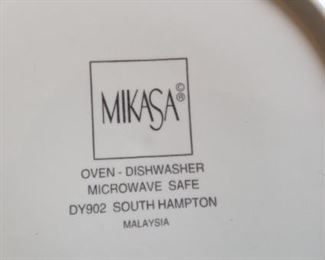 MIKASA ©®
OVEN - DISHWASHER
MICROWAVE SAFE
DY902 SOUTH HAMPTON
MALAYSIA